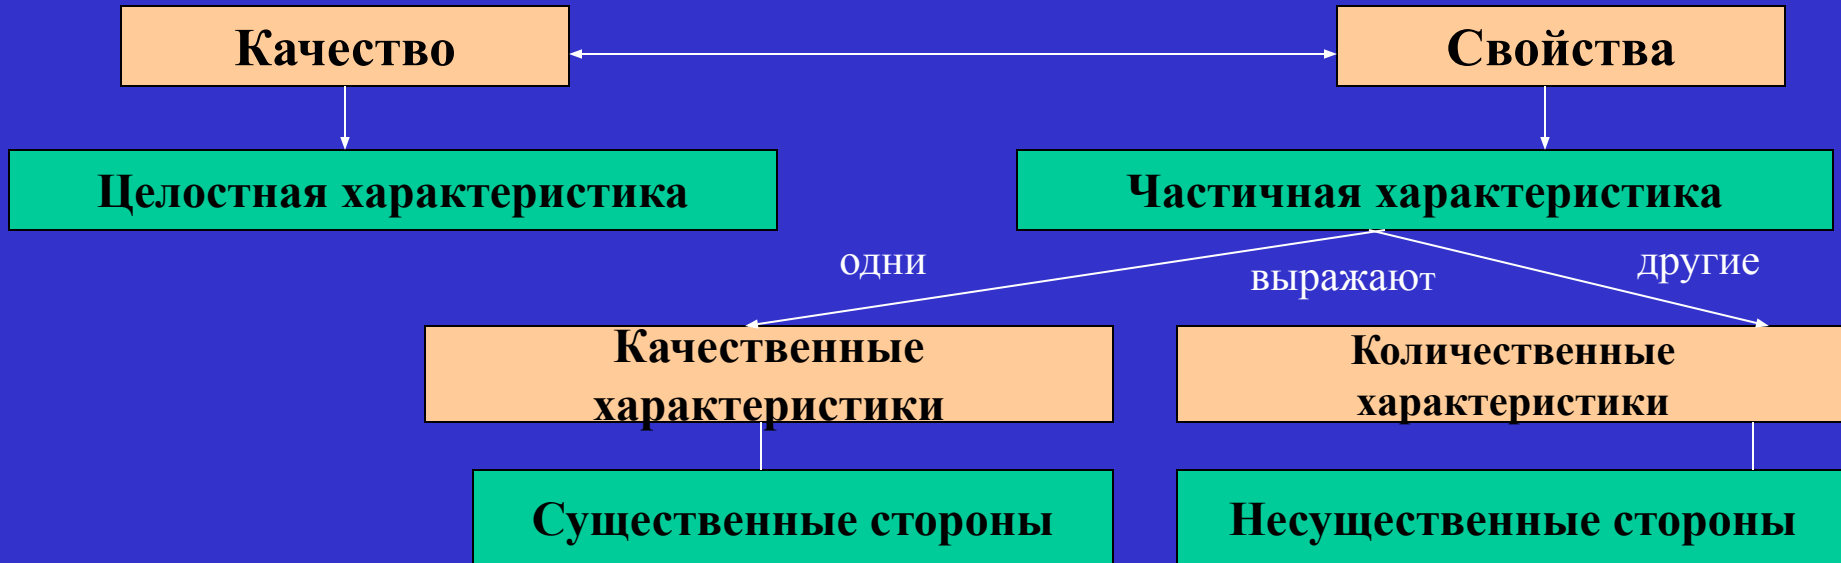 Качество
Свойства
Целостная характеристика
Частичная характеристика
одни
выражают
другие
Качественные
характеристики
Количественные
характеристики
Существенные стороны
Несущественные стороны